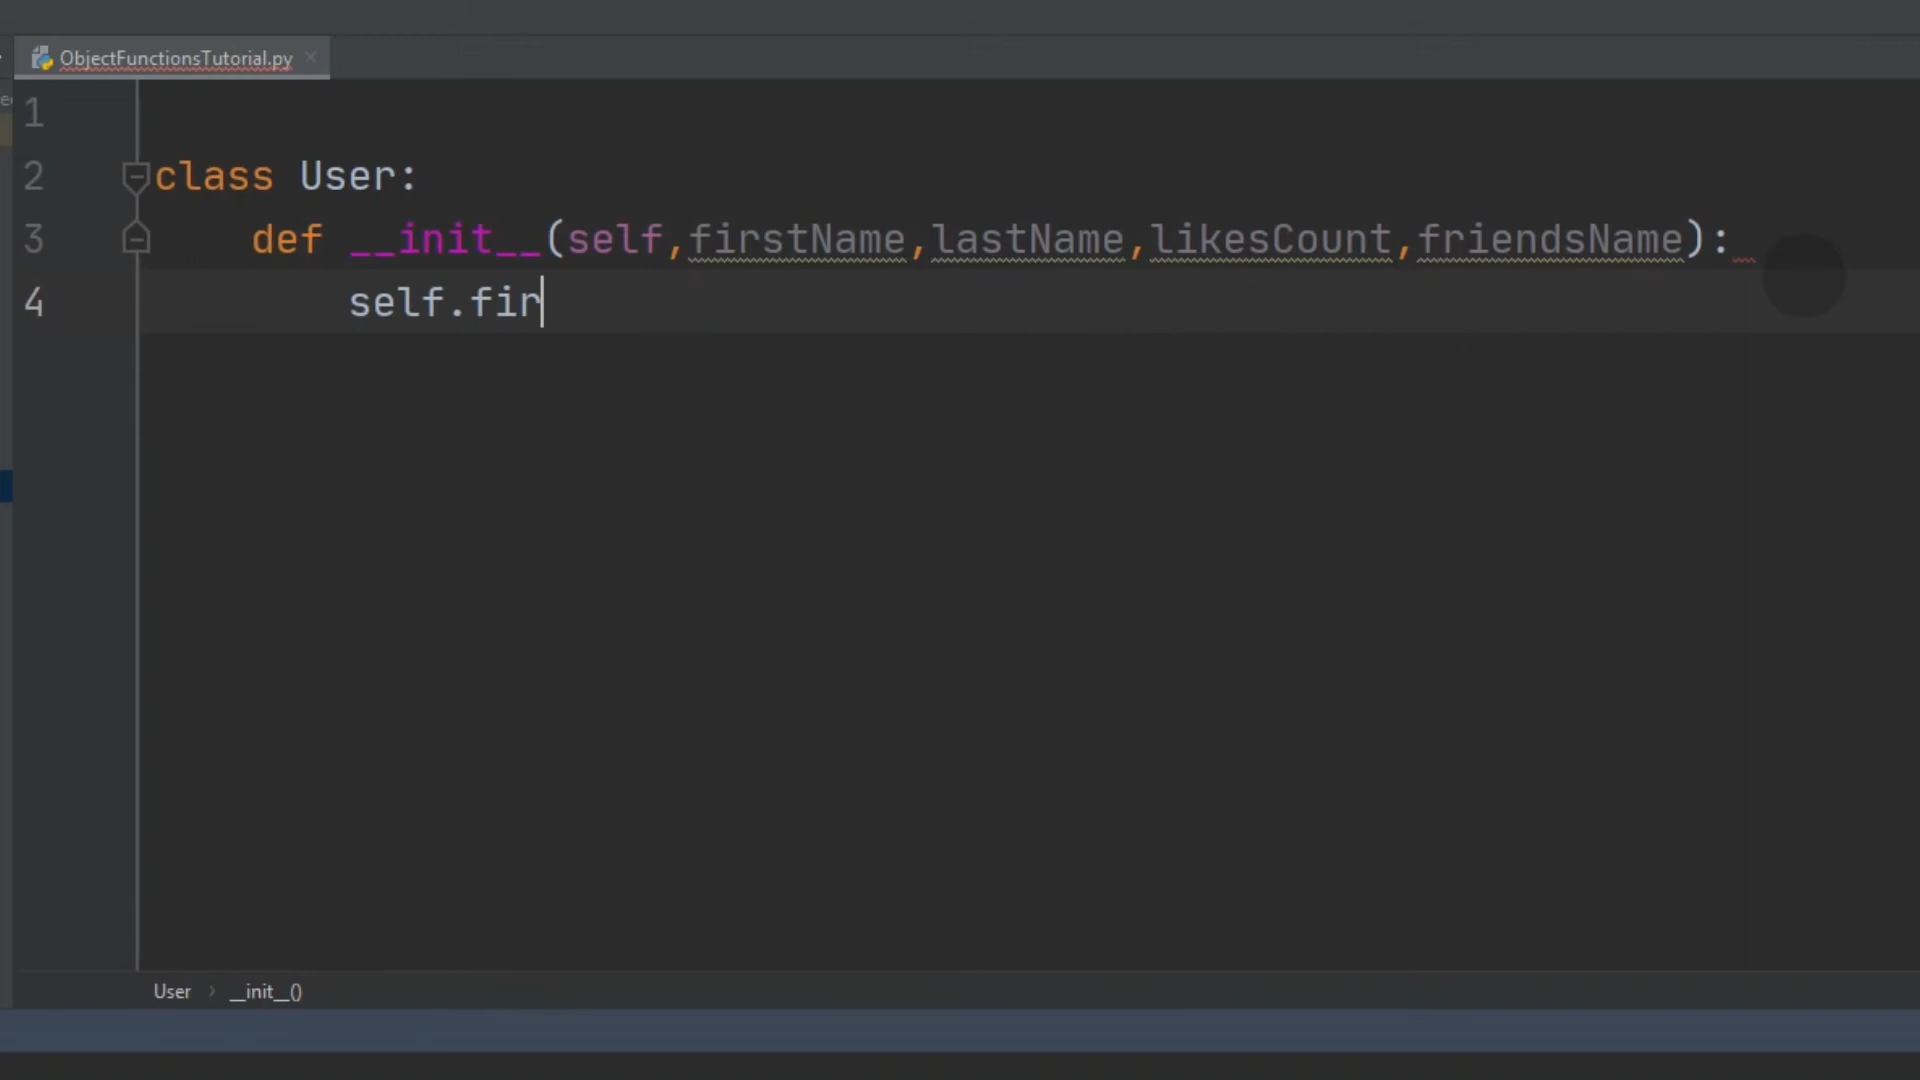 ObjectFunctionsTutorial.py
1
2 class User:
3 def __init__(self,firstName,lastName,likesCount,friendsName):
4 self.fir
User › __init__()